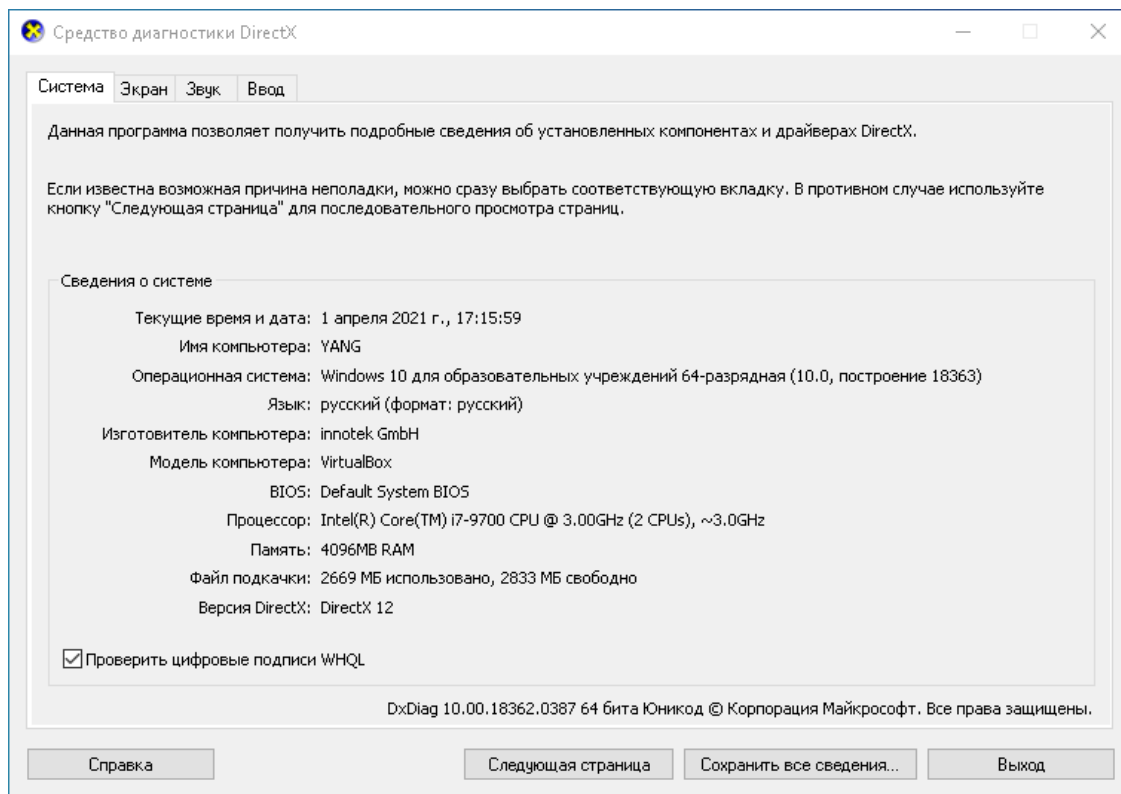 Средство диагностики DirectX
Система Экран Звук Ввод
Данная программа позволяет получить подробные сведения об установленных компонентах и драйверах DirectX.
Если известна возможная причина неполадки, можно сразу выбрать соответствующую вкладку. В противном случае используйте
кнопку "Следующая страница" для последовательного просмотра страниц.
Сведения о системе
Текущие время и дата: 1 апреля 2021 г., 17:15:59
Имя компьютера: YANG
Операционная система: Windows 10 для образовательных учреждений 64-разрядная (10.0, построение 18363)
Язык: русский (формат: русский)
Изготовитель компьютера: innotek GmbH
Модель компьютера: VirtualBox
BIOS: Default System BIOS
Процессор: Intel(R) Core(TM) i7-9700 CPU @ 3.00GHz (2 CPUs), ~3.0GHz
Память: 4096MB RAM
Файл подкачки: 2669 МБ использовано, 2833 МБ свободно
Версия DirectX: DirectX 12
Проверить цифровые подписи WHQL
DxDiag 10.00.18362.0387 64 бита Юникод © Корпорация Майкрософт. Все права защищены.
Справка Следующая страница Сохранить все сведения... Выход